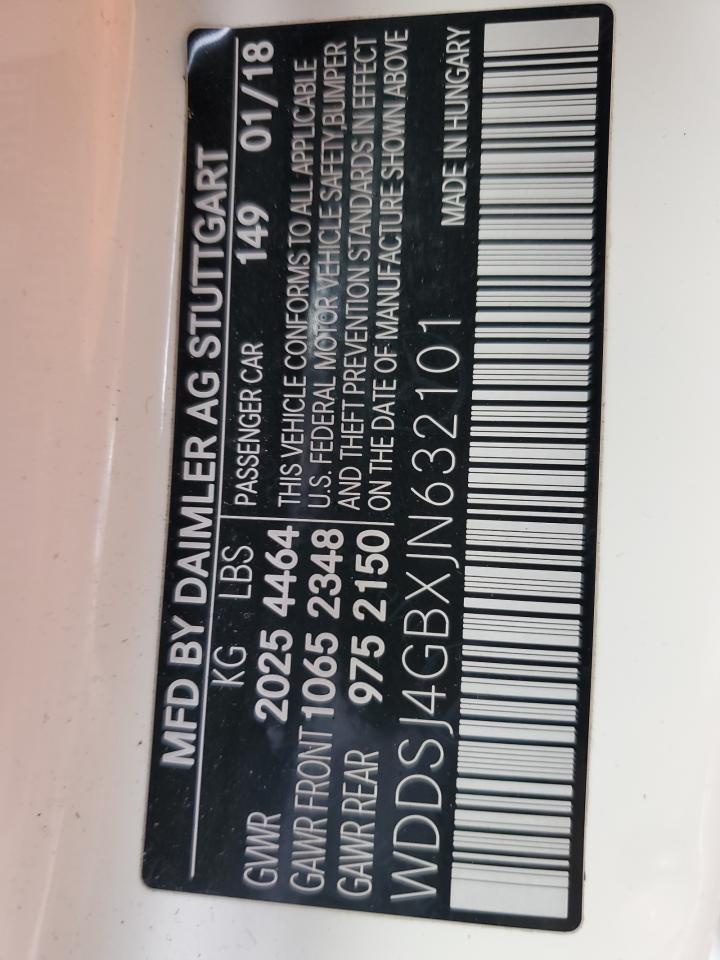 MFD BY DAIMLER AG STUTTGART
KG LBS
GVWR 2025 4464
GAWR FRONT 1065 2348
GAWR REAR 975 2150
PASSENGER CAR 149 01/18
THIS VEHICLE CONFORMS TO ALL APPLICABLE
U.S. FEDERAL MOTOR VEHICLE SAFETY,BUMPER
AND THEFT PREVENTION STANDARDS IN EFFECT
ON THE DATE OF MANUFACTURE SHOWN ABOVE
WDDSJ4GBXJN632101
MADE IN HUNGARY